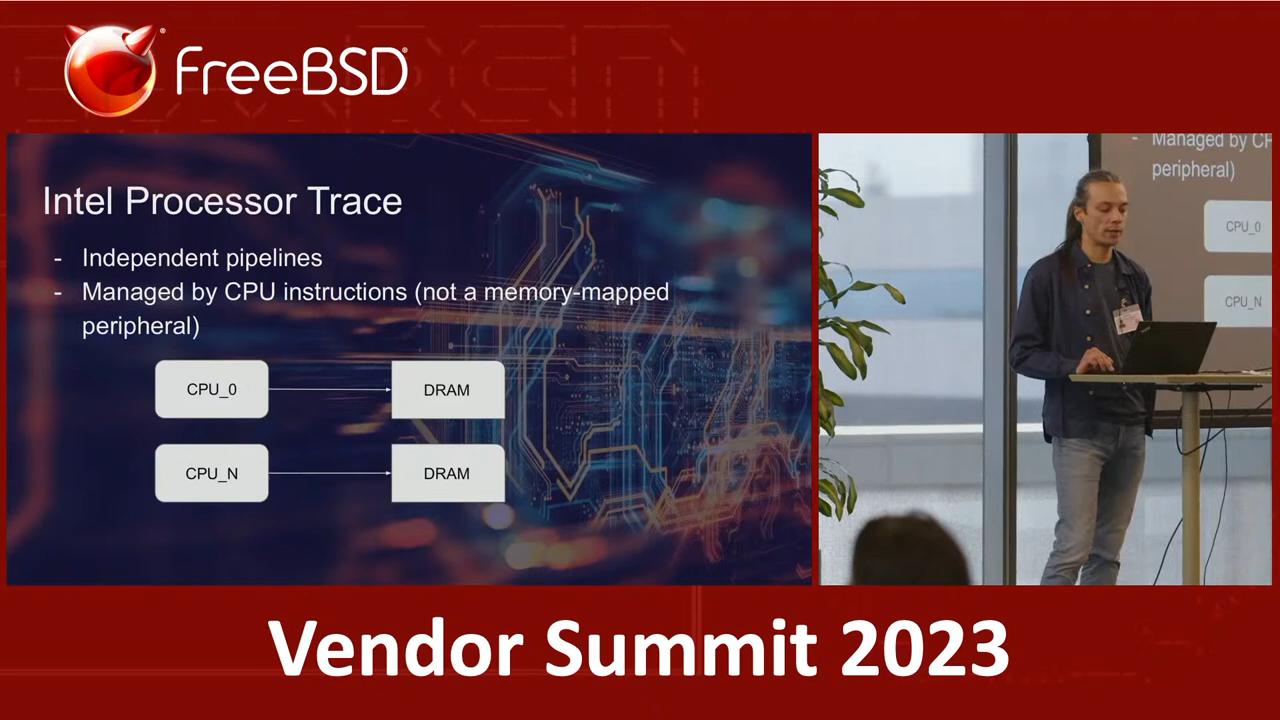 FreeBSD®
Intel Processor Trace
- Independent pipelines
- Managed by CPU instructions (not a memory-mapped
peripheral)
CPU_0
DRAM
CPU_N
DRAM
- Managed by CP
peripheral)
CPU_0
CPU_N
Vendor Summit 2023